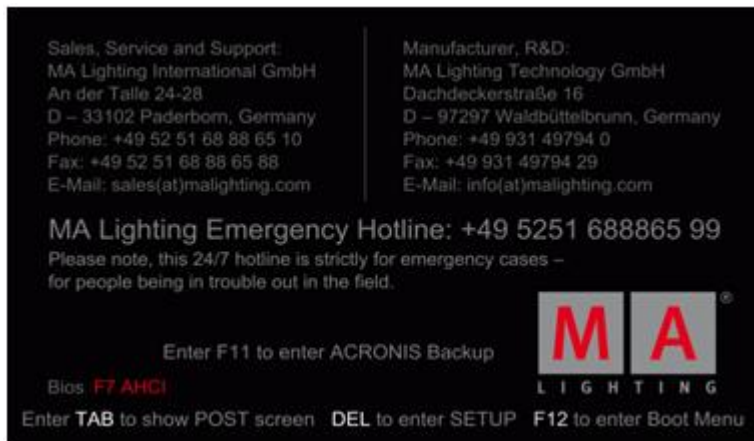 Sales, Service and Support:
MA Lighting International GmbH
An der Talle 24-28
D – 33102 Paderborn, Germany
Phone: +49 52 51 68 88 65 10
Fax: +49 52 51 68 88 65 88
E-Mail: sales(at)malighting.com
Manufacturer, R&D:
MA Lighting Technology GmbH
Dachdeckerstraße 16
D – 97297 Waldbüttelbrunn, Germany
Phone: +49 931 49794 0
Fax: +49 931 49794 29
E-Mail: info(at)malighting.com
MA Lighting Emergency Hotline: +49 5251 688865 99
Please note, this 24/7 hotline is strictly for emergency cases –
for people being in trouble out in the field.
MA ®
LIGHTING
Enter F11 to enter ACRONIS Backup
Bios F7 AHCI
Enter TAB to show POST screen DEL to enter SETUP F12 to enter Boot Menu